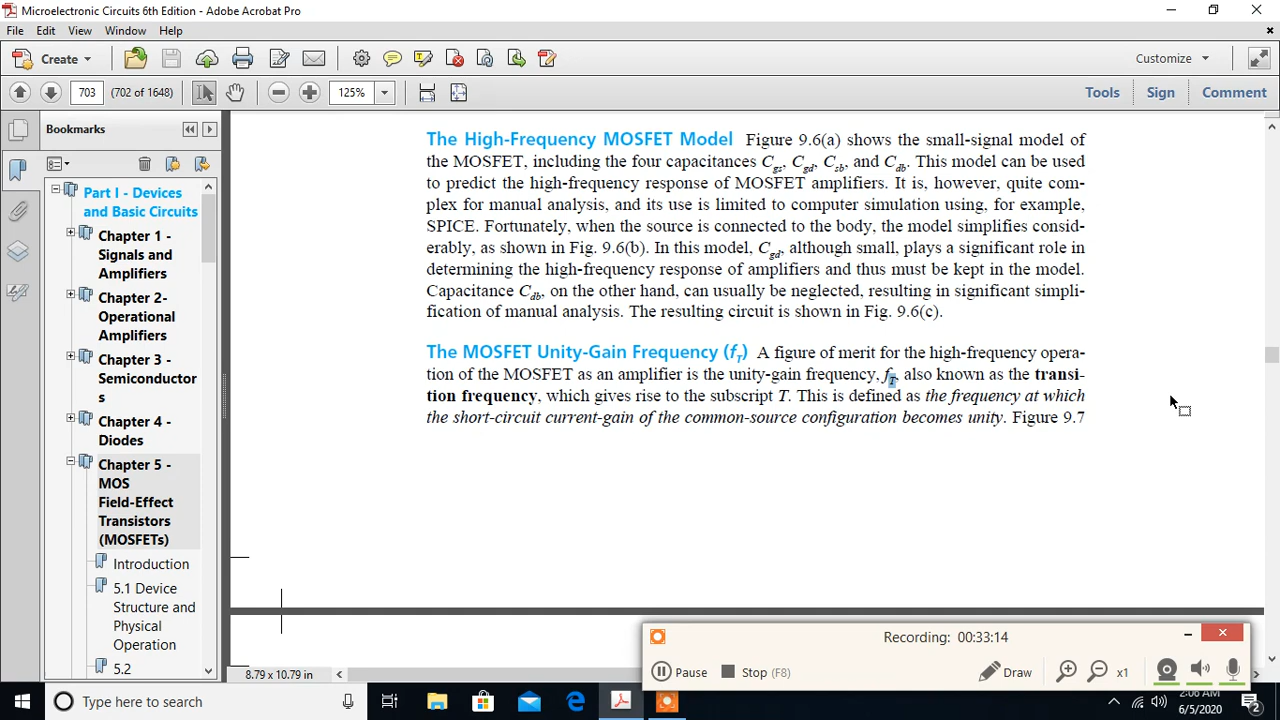 Microelectronic Circuits 6th Edition - Adobe Acrobat Pro
File Edit View Window Help
Create
Customize
703 (702 of 1648) 125%
Tools Sign Comment
Bookmarks
Part I - Devices
and Basic Circuits
Chapter 1 -
Signals and
Amplifiers
Chapter 2-
Operational
Amplifiers
Chapter 3 -
Semiconductor
s
Chapter 4 -
Diodes
Chapter 5 -
MOS
Field-Effect
Transistors
(MOSFETs)
Introduction
5.1 Device
Structure and
Physical
Operation
5.2
The High-Frequency MOSFET Model Figure 9.6(a) shows the small-signal model of
the MOSFET, including the four capacitances Cgs, Cgd, Csb, and Cdb. This model can be used
to predict the high-frequency response of MOSFET amplifiers. It is, however, quite com-
plex for manual analysis, and its use is limited to computer simulation using, for example,
SPICE. Fortunately, when the source is connected to the body, the model simplifies consid-
erably, as shown in Fig. 9.6(b). In this model, Cgd, although small, plays a significant role in
determining the high-frequency response of amplifiers and thus must be kept in the model.
Capacitance Cdb, on the other hand, can usually be neglected, resulting in significant simpli-
fication of manual analysis. The resulting circuit is shown in Fig. 9.6(c).
The MOSFET Unity-Gain Frequency (fT) A figure of merit for the high-frequency opera-
tion of the MOSFET as an amplifier is the unity-gain frequency, fT, also known as the transi-
tion frequency, which gives rise to the subscript T. This is defined as the frequency at which
the short-circuit current-gain of the common-source configuration becomes unity. Figure 9.7
8.79 x 10.79 in
Recording: 00:33:14
Pause Stop (F8) Draw x1
Type here to search
2:06 AM
6/5/2020
2